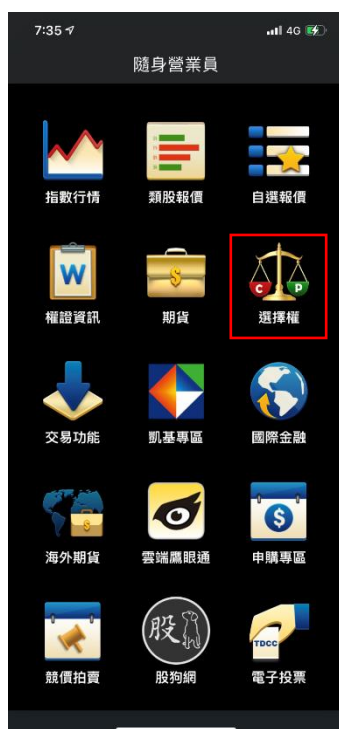 7:35
4G
隨身營業員
指數行情
類股報價
自選報價
W
$
C P
權證資訊
期貨
選擇權
交易功能
凱基專區
國際金融
$
$
海外期貨
雲端鷹眼通
申購專區
股
TDCC
競價拍賣
股狗網
電子投票